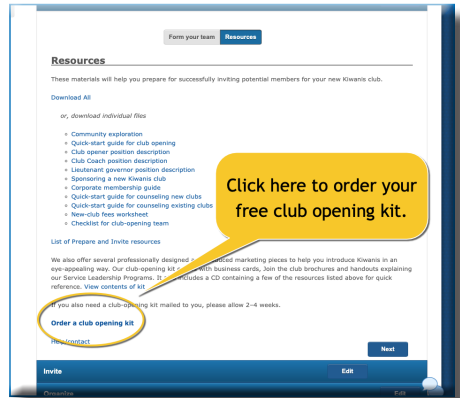 Form your team Resources
Resources
These materials will help you prepare for successfully inviting potential members for your new Kiwanis club.
Download All
or, download individual files
Community exploration
Quick-start guide for club opening
Club opener position description
Club Coach position description
Lieutenant governor position description
Sponsoring a new Kiwanis club
Corporate membership guide
Quick-start guide for counseling new clubs
Quick-start guide for counseling existing clubs
New-club fees worksheet
Checklist for club-opening team
Click here to order your
free club opening kit.
List of Prepare and Invite resources
We also offer several professionally designed marketing pieces to help you introduce Kiwanis in an
eye-appealing way. Our club-opening kit with business cards, Join the club brochures and handouts explaining
our Service Leadership Programs. It includes a CD containing a few of the resources listed above for quick
reference. View contents of kit
If you also need a club-opening kit mailed to you, please allow 2-4 weeks.
Order a club opening kit
Help/contact
Next
Invite Edit
Organize Edit